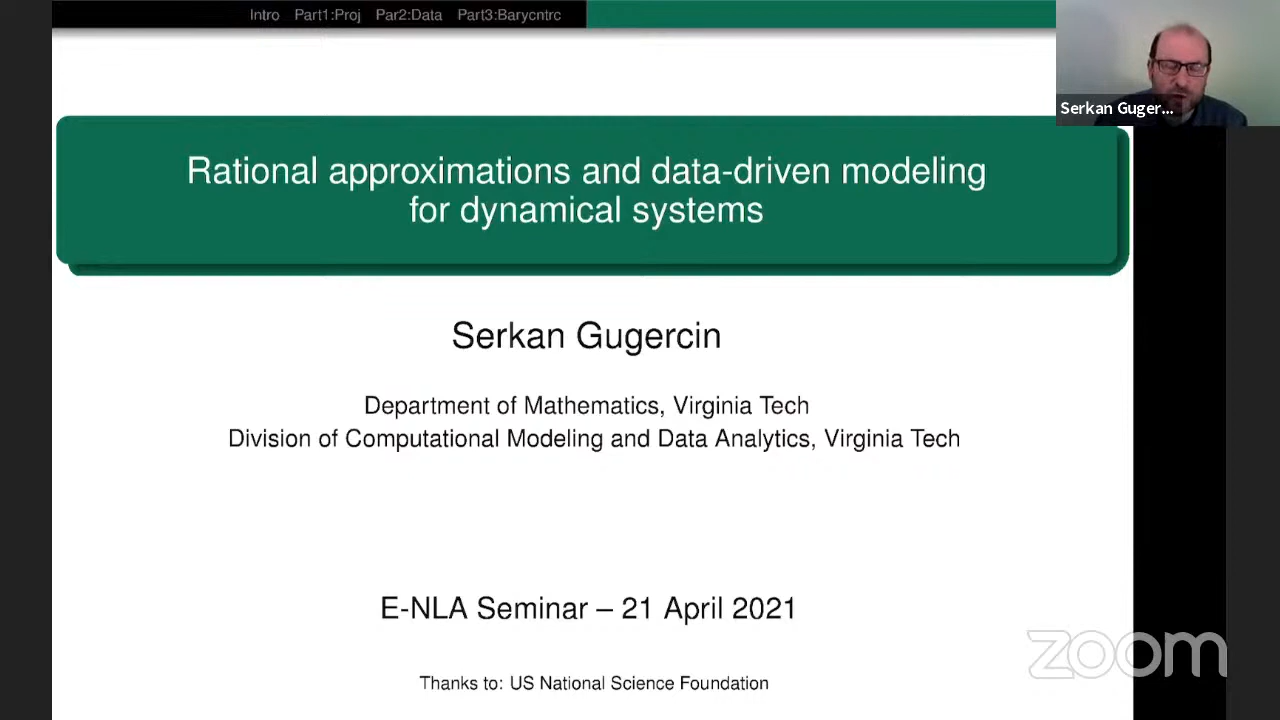 Intro Part1:Proj Par2:Data Part3:Barycntrc
Serkan Guger...
Rational approximations and data-driven modeling
for dynamical systems
Serkan Gugercin
Department of Mathematics, Virginia Tech
Division of Computational Modeling and Data Analytics, Virginia Tech
E-NLA Seminar – 21 April 2021
zoom
Thanks to: US National Science Foundation